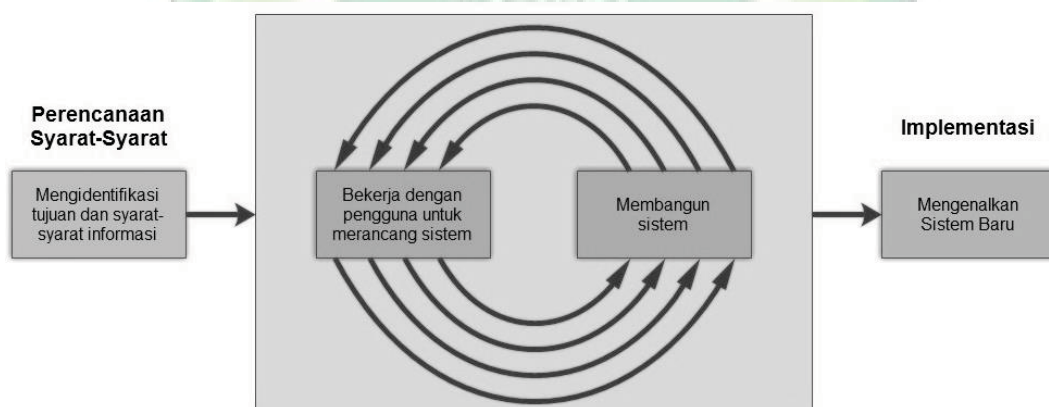 Perencanaan
Syarat-Syarat
Mengidentifikasi
tujuan dan syarat-
syarat informasi
Bekerja dengan
pengguna untuk
merancang sistem
Membangun
sistem
Implementasi
Mengenalkan
Sistem Baru